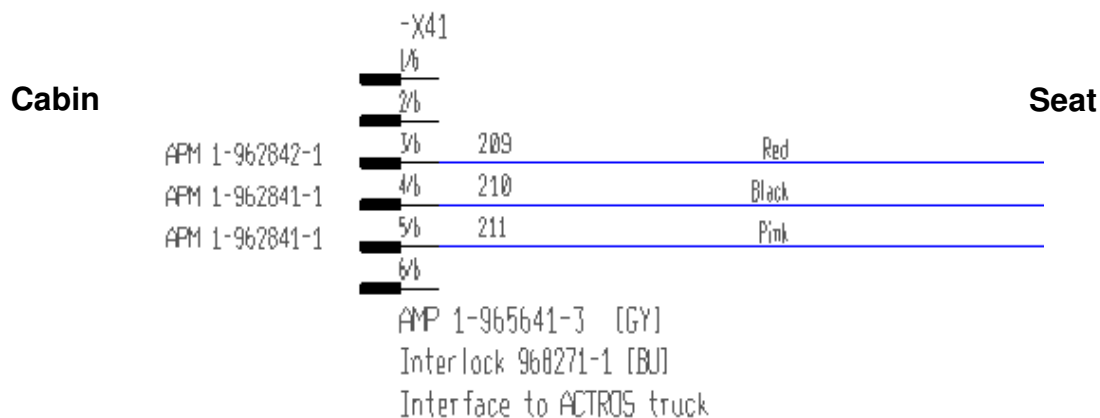 -X41
1/6
Cabin
Seat
2/6
APM 1-962842-1 3/6 209 Red
APM 1-962841-1 4/6 210 Black
APM 1-962841-1 5/6 211 Pink
6/6
AMP 1-965641-3 [GY]
Interlock 968271-1 [BU]
Interface to ACTROS truck